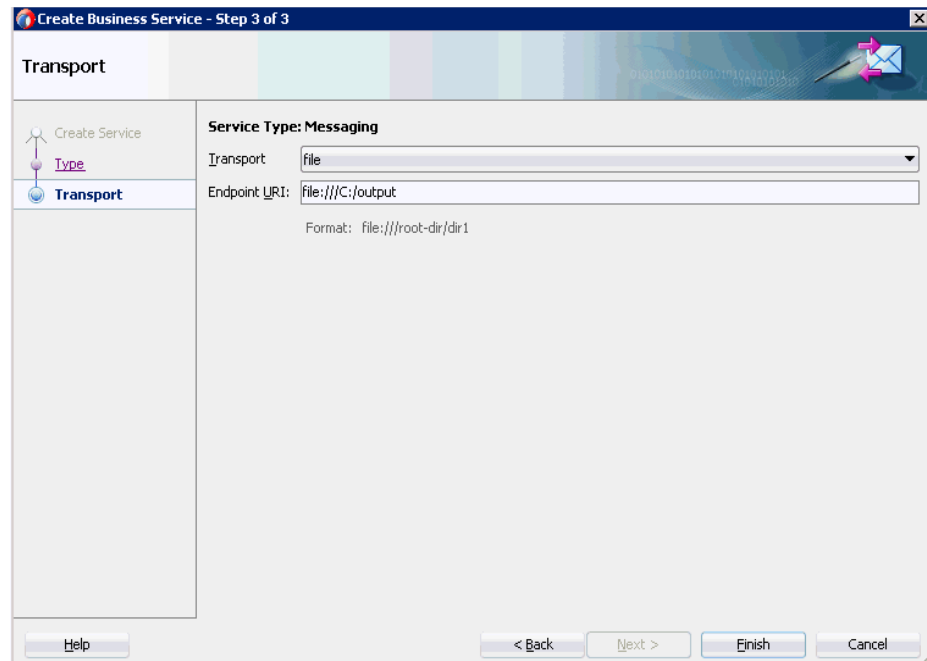 Create Business Service - Step 3 of 3
Transport
Create Service
Type
Transport
Service Type: Messaging
Transport file
Endpoint URI: file:///C:/output
Format: file:///root-dir/dir1
Help < Back Next > Finish Cancel